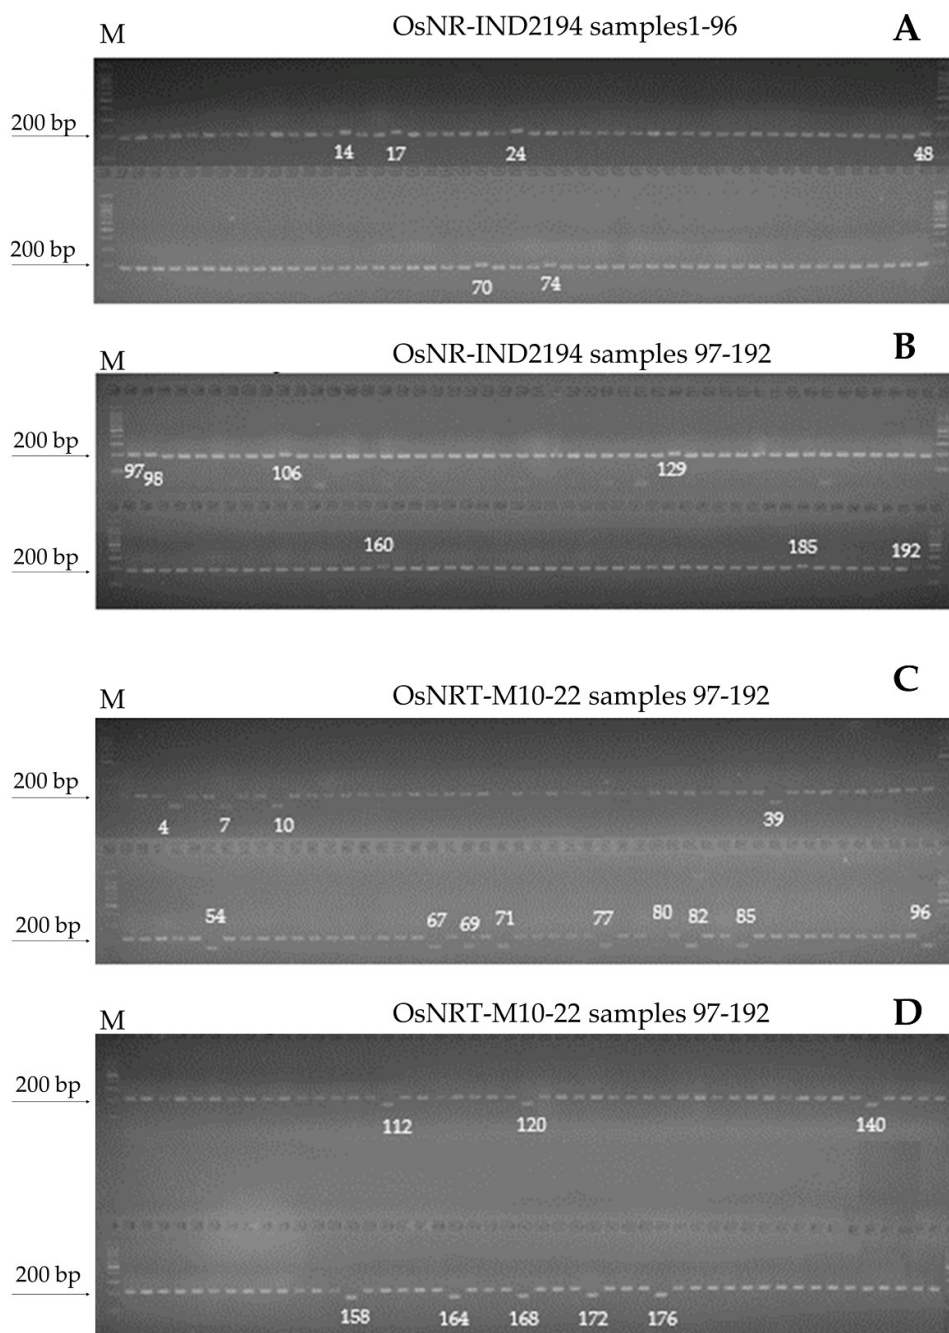 OsNR-IND2194 samples1-96
A
M
200 bp
14 17 24 48
200 bp
70 74
OsNR-IND2194 samples 97-192
B
M
200 bp
97 98 106 129
160 185 192
200 bp
OsNRT-M10-22 samples 97-192
C
M
200 bp
4 7 10 39
54 67 69 71 77 80 82 85 96
200 bp
OsNRT-M10-22 samples 97-192
D
M
200 bp
112 120 140
200 bp
158 164 168 172 176